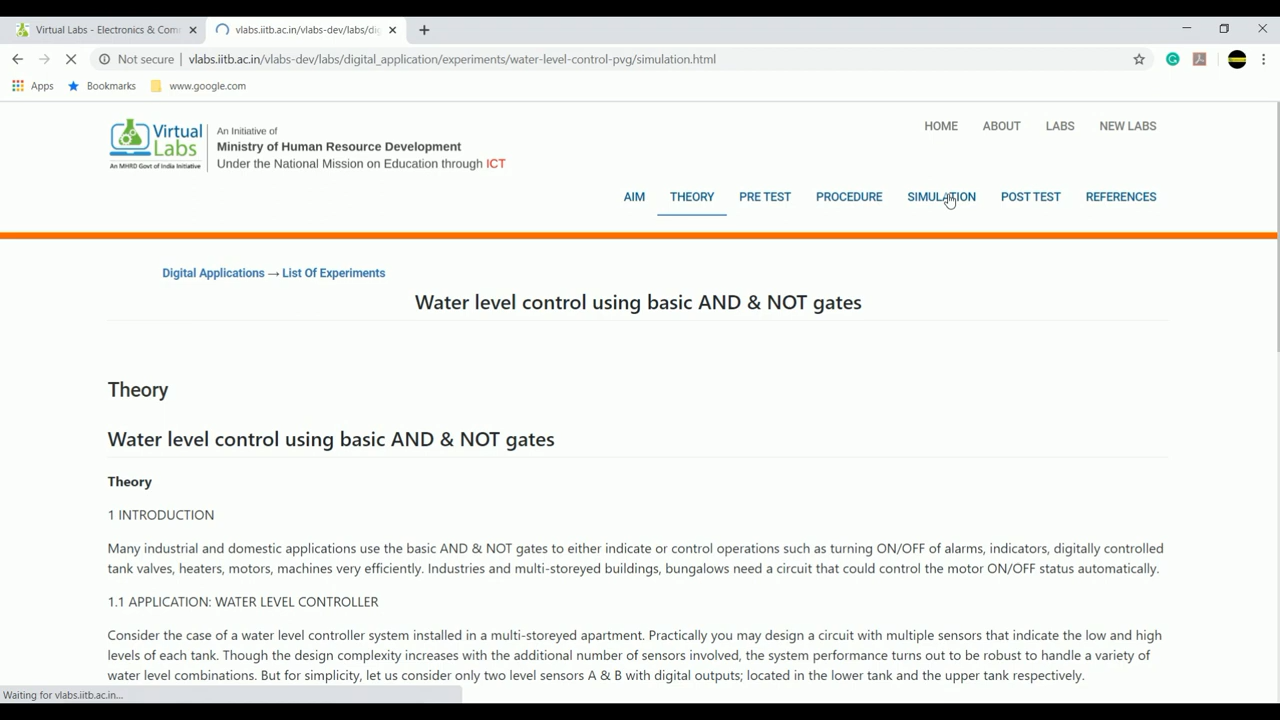 Virtual Labs - Electronics & Com
vlabs.iitb.ac.in/vlabs-dev/labs/di
Not secure | vlabs.iitb.ac.in/vlabs-dev/labs/digital_application/experiments/water-level-control-pvg/simulation.html
Apps Bookmarks www.google.com
Virtual Labs
An MHRD Govt of India Initiative
An Initiative of
Ministry of Human Resource Development
Under the National Mission on Education through ICT
HOME ABOUT LABS NEW LABS
AIM THEORY PRE TEST PROCEDURE SIMULATION POST TEST REFERENCES
Digital Applications → List Of Experiments
Water level control using basic AND & NOT gates
Theory
Water level control using basic AND & NOT gates
Theory
1 INTRODUCTION
Many industrial and domestic applications use the basic AND & NOT gates to either indicate or control operations such as turning ON/OFF of alarms, indicators, digitally controlled
tank valves, heaters, motors, machines very efficiently. Industries and multi-storeyed buildings, bungalows need a circuit that could control the motor ON/OFF status automatically.
1.1 APPLICATION: WATER LEVEL CONTROLLER
Consider the case of a water level controller system installed in a multi-storeyed apartment. Practically you may design a circuit with multiple sensors that indicate the low and high
levels of each tank. Though the design complexity increases with the additional number of sensors involved, the system performance turns out to be robust to handle a variety of
water level combinations. But for simplicity, let us consider only two level sensors A & B with digital outputs; located in the lower tank and the upper tank respectively.
Waiting for vlabs.iitb.ac.in...